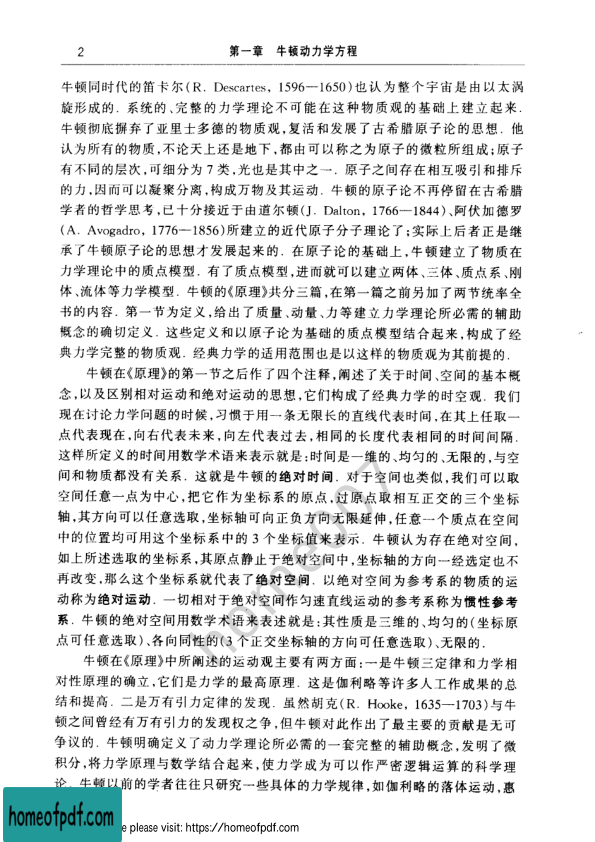 2
第一章 牛顿动力学方程
牛顿同时代的笛卡尔(R. Descartes, 1596—1650)也认为整个宇宙是由以太涡
旋形成的. 系统的、完整的力学理论不可能在这种物质观的基础上建立起来.
牛顿彻底摒弃了亚里士多德的物质观,复活和发展了古希腊原子论的思想. 他
认为所有的物质,不论天上还是地下,都由可以称之为原子的微粒所组成;原子
有不同的层次,可细分为7类,光也是其中之一. 原子之间存在相互吸引和排斥
的力,因而可以凝聚分离,构成万物及其运动. 牛顿的原子论不再停留在古希腊
学者的哲学思考,已十分接近于由道尔顿(J. Dalton, 1766—1844)、阿伏加德罗
(A. Avogadro, 1776—1856)所建立的近代原子分子理论了;实际上后者正是继
承了牛顿原子论的思想才发展起来的. 在原子论的基础上,牛顿建立了物质在
力学理论中的质点模型. 有了质点模型,进而就可以建立两体、三体、质点系、刚
体、流体等力学模型. 牛顿的《原理》共分三篇,在第一篇之前另加了两节统率全
书的内容. 第一节为定义,给出了质量、动量、力等建立力学理论所必需的辅助
概念的确切定义. 这些定义和以原子论为基础的质点模型结合起来,构成了经
典力学完整的物质观. 经典力学的适用范围也是以这样的物质观为其前提的.
牛顿在《原理》的第一节之后作了四个注释,阐述了关于时间、空间的基本概
念,以及区别相对运动和绝对运动的思想,它们构成了经典力学的时空观. 我们
现在讨论力学问题的时候,习惯于用一条无限长的直线代表时间,在其上任取一
点代表现在,向右代表未来,向左代表过去,相同的长度代表相同的时间间隔.
这样所定义的时间用数学术语来表示就是:时间是一维的、均匀的、无限的,与空
间和物质都没有关系. 这就是牛顿的绝对时间. 对于空间也类似,我们可以取
空间任意一点为中心,把它作为坐标系的原点,过原点取相互正交的三个坐标
轴,其方向可以任意选取,坐标轴可向正负方向无限延伸,任意一个质点在空间
中的位置均可用这个坐标系中的3个坐标值来表示. 牛顿认为存在绝对空间,
如上所述选取的坐标系,其原点静止于绝对空间中,坐标轴的方向一经选定也不
再改变,那么这个坐标系就代表了绝对空间. 以绝对空间为参考系的物质的运
动称为绝对运动. 一切相对于绝对空间作匀速直线运动的参考系称为惯性参考
系. 牛顿的绝对空间用数学术语来表述就是:其性质是三维的、均匀的(坐标原
点可任意选取)、各向同性的(3个正交坐标轴的方向可任意选取)、无限的.
牛顿在《原理》中所阐述的运动观主要有两方面:一是牛顿三定律和力学相
对性原理的确立,它们是力学的最高原理. 这是伽利略等许多人工作成果的总
结和提高. 二是万有引力定律的发现. 虽然胡克(R. Hooke, 1635—1703)与牛
顿之间曾经有万有引力的发现权之争,但牛顿对此作出了最主要的贡献是无可
争议的. 牛顿明确定义了动力学理论所必需的一套完整的辅助概念,发明了微
积分,将力学原理与数学结合起来,使力学成为可以作严密逻辑运算的科学理
论. 牛顿以前的学者往往只研究一些具体的力学规律,如伽利略的落体运动,惠
home007
homeofpdf.com
e please visit: https://homeofpdf.com